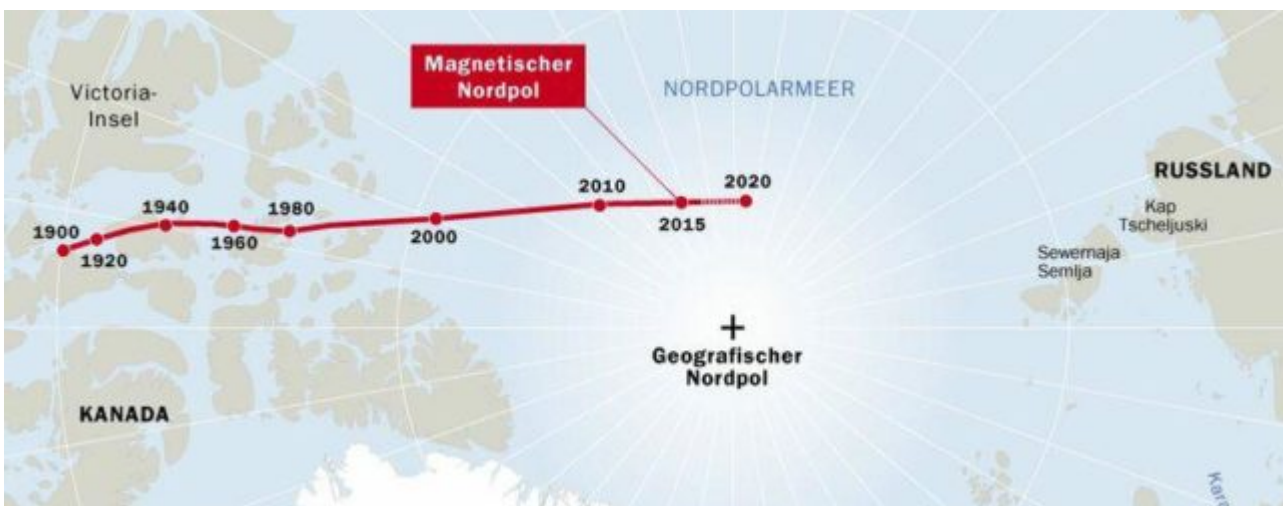 Magnetischer
Nordpol
NORDPOLARMEER
Victoria-
Insel
RUSSLAND
Kap
Tscheljuski
Sewernaja
Semlja
1900
1920
1940
1960
1980
2000
2010
2015
2020
Geografischer
Nordpol
KANADA
Kara